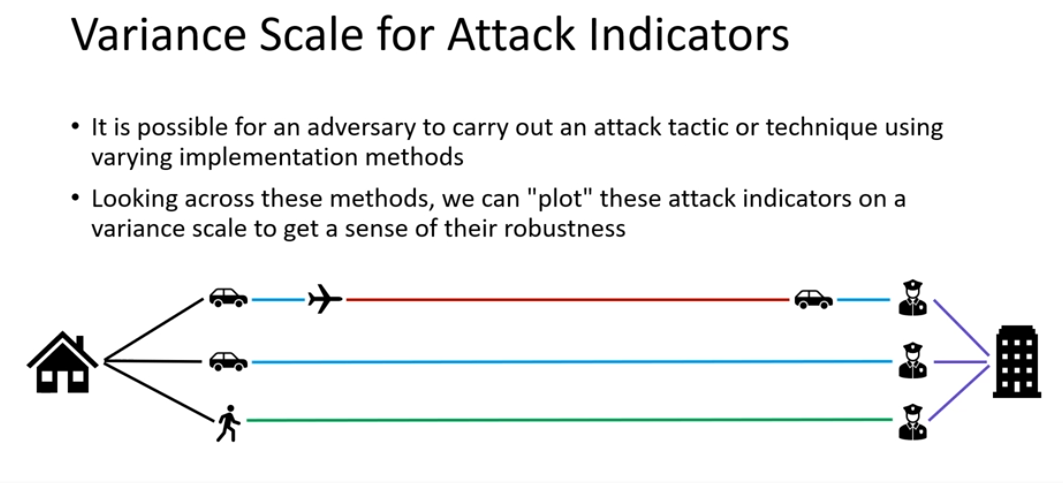 Variance Scale for Attack Indicators
• It is possible for an adversary to carry out an attack tactic or technique using
varying implementation methods
• Looking across these methods, we can "plot" these attack indicators on a
variance scale to get a sense of their robustness